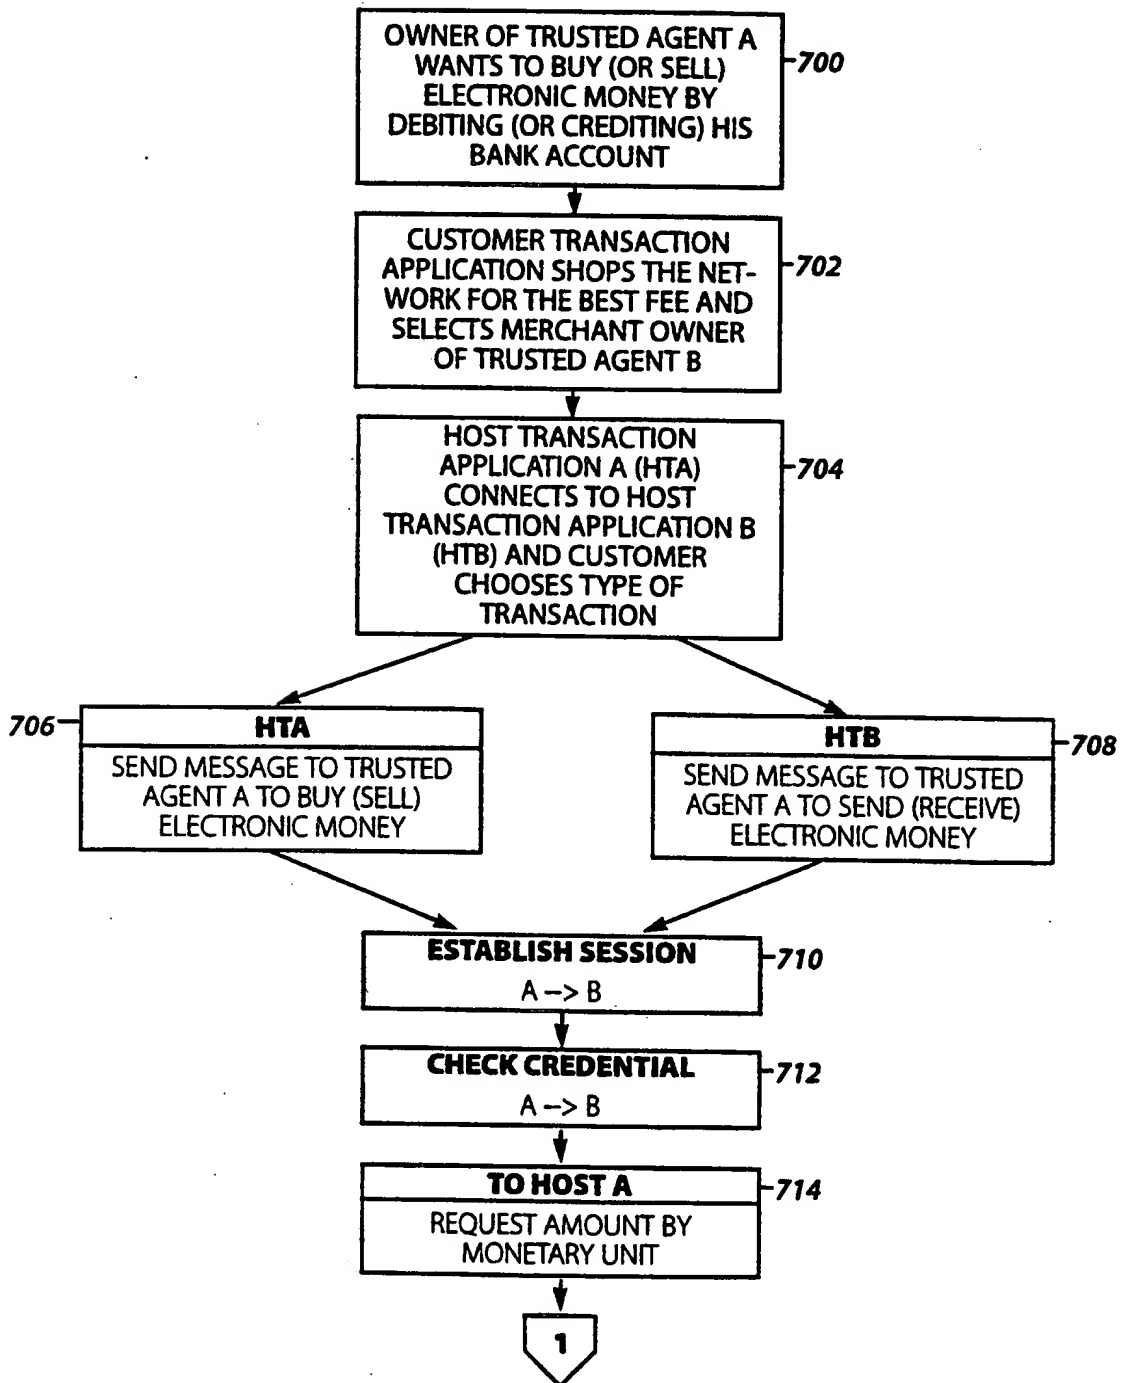 OWNER OF TRUSTED AGENT A
WANTS TO BUY (OR SELL)
ELECTRONIC MONEY BY
DEBITING (OR CREDITING) HIS
BANK ACCOUNT
700
CUSTOMER TRANSACTION
APPLICATION SHOPS THE NET-
WORK FOR THE BEST FEE AND
SELECTS MERCHANT OWNER
OF TRUSTED AGENT B
702
HOST TRANSACTION
APPLICATION A (HTA)
CONNECTS TO HOST
TRANSACTION APPLICATION B
(HTB) AND CUSTOMER
CHOOSES TYPE OF
TRANSACTION
704
706
HTA
SEND MESSAGE TO TRUSTED
AGENT A TO BUY (SELL)
ELECTRONIC MONEY
HTB
708
SEND MESSAGE TO TRUSTED
AGENT A TO SEND (RECEIVE)
ELECTRONIC MONEY
ESTABLISH SESSION
710
A –> B
CHECK CREDENTIAL
712
A –> B
TO HOST A
714
REQUEST AMOUNT BY
MONETARY UNIT
1